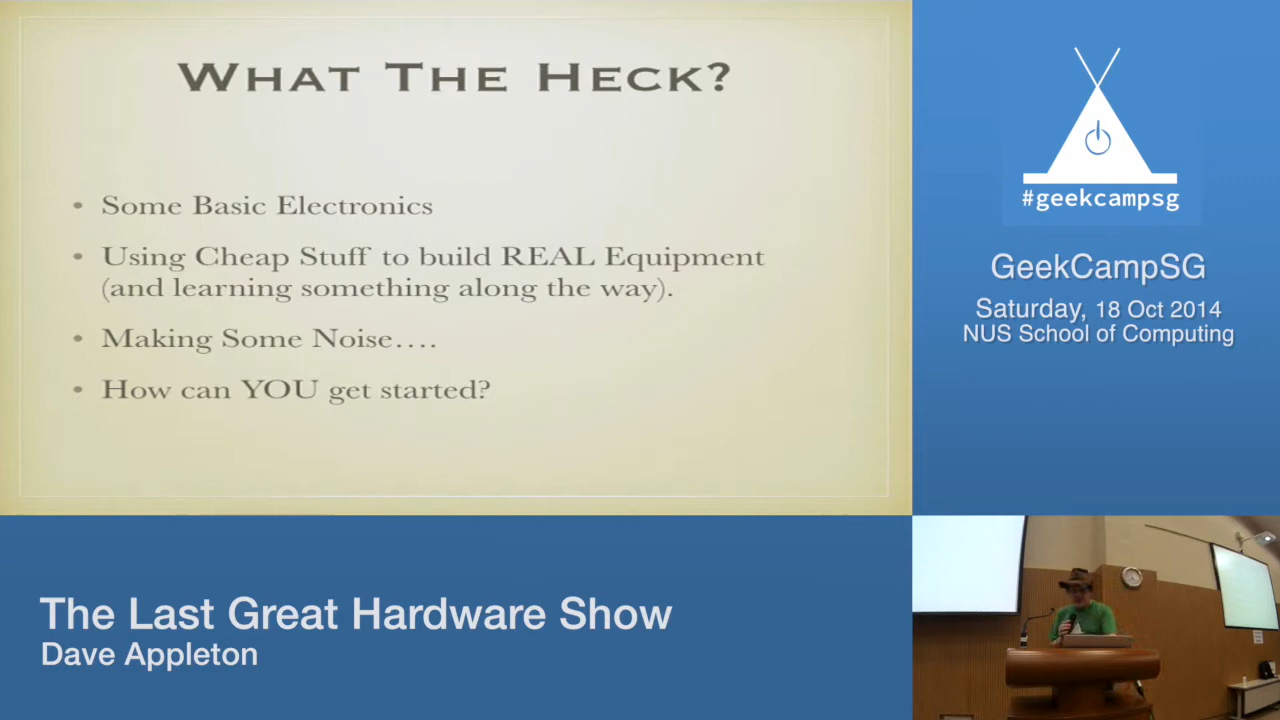 WHAT THE HECK?
• Some Basic Electronics
• Using Cheap Stuff to build REAL Equipment
(and learning something along the way).
• Making Some Noise....
• How can YOU get started?
#geekcampsg
GeekCampSG
Saturday, 18 Oct 2014
NUS School of Computing
The Last Great Hardware Show
Dave Appleton